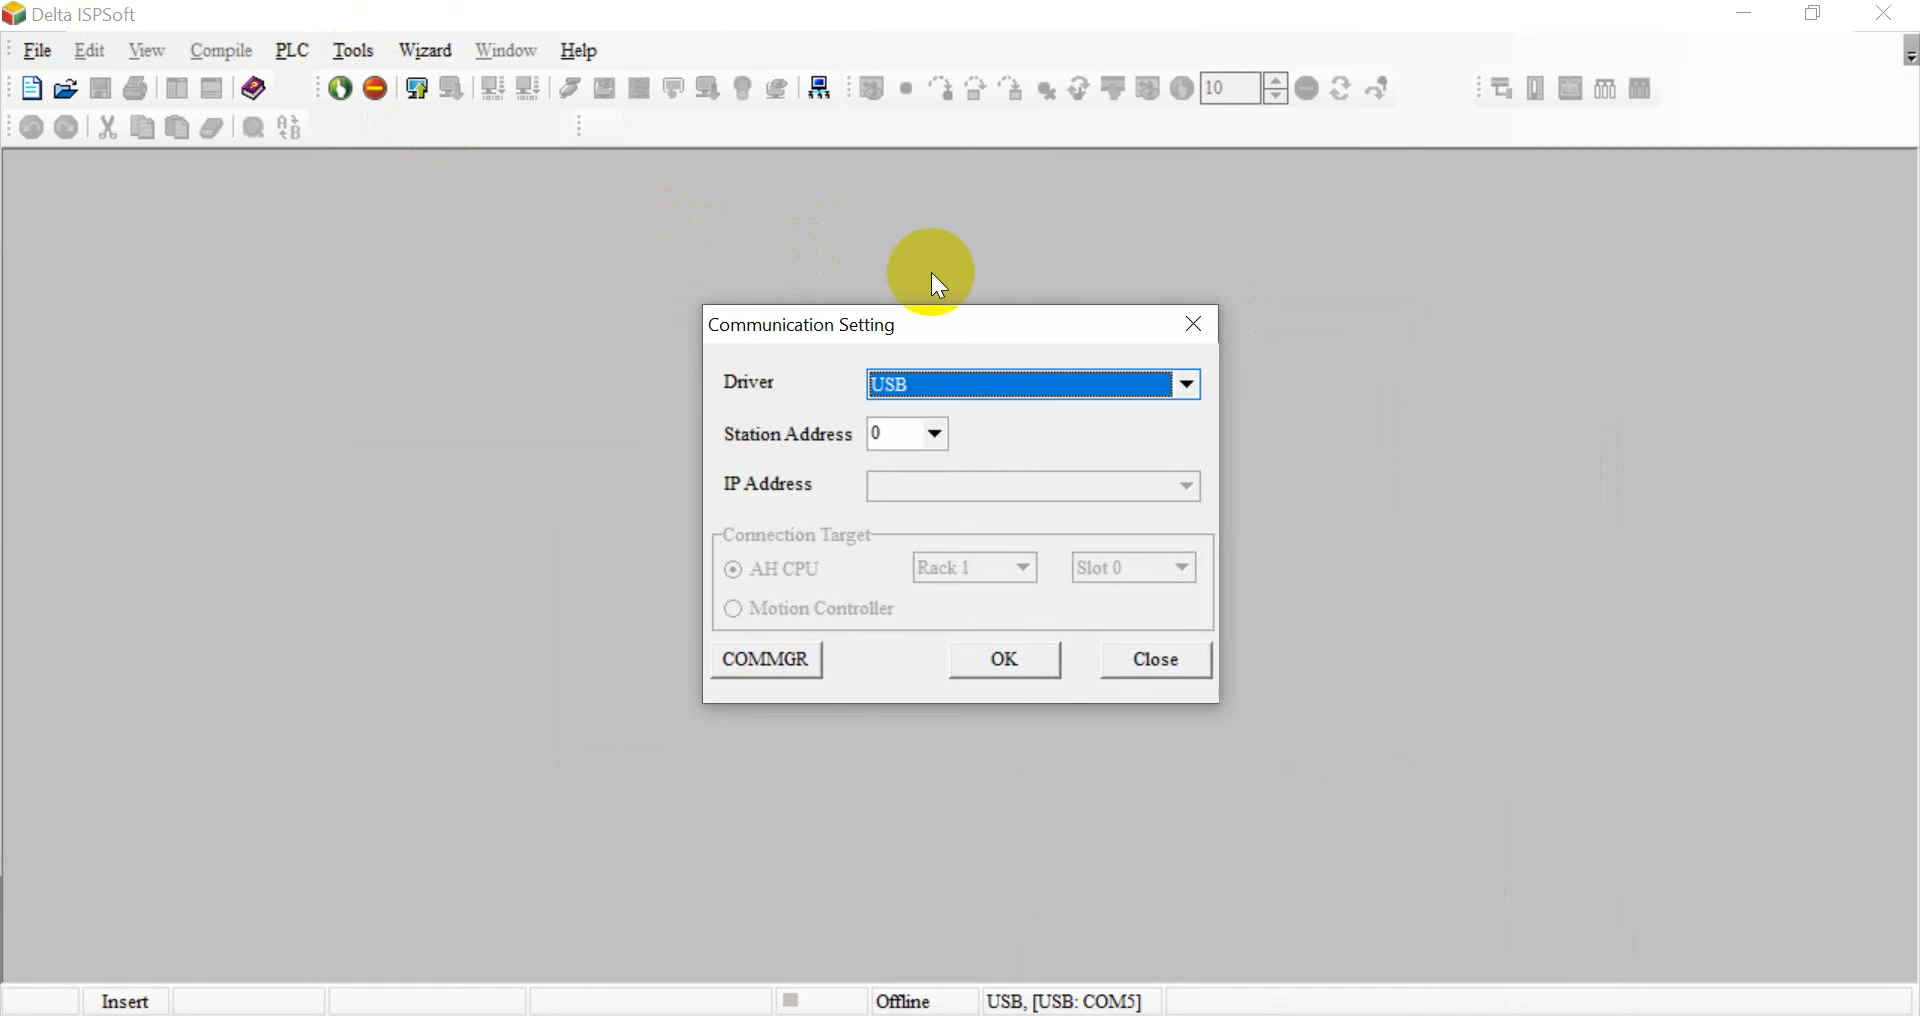 Delta ISPSoft
File Edit View Compile PLC Tools Wizard Window Help
10
A B
Communication Setting
Driver USB
Station Address 0
IP Address
Connection Target
AH CPU Rack 1 Slot 0
Motion Controller
COMMGR OK Close
Insert Offline USB, [USB: COM5]